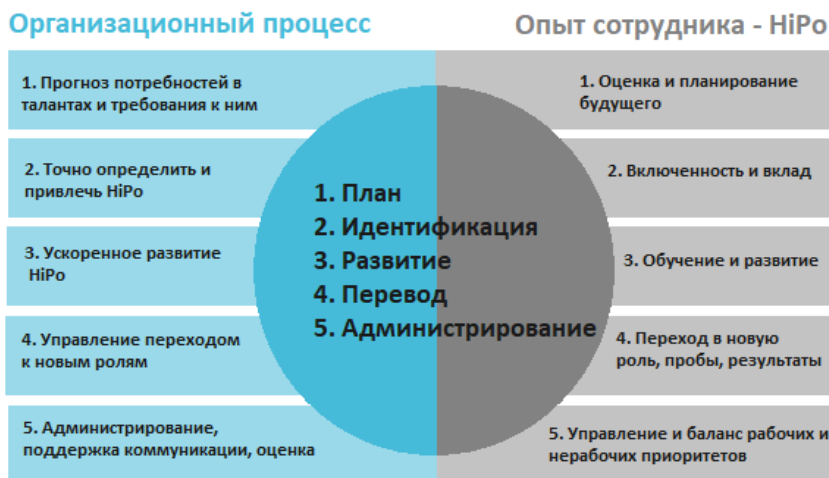 Организационный процесс
1. Прогноз потребностей в
талантах и требования к ним
2. Точно определить и
привлечь HiPo
3. Ускоренное развитие
HiPo
4. Управление переходом
к новым ролям
5. Администрирование,
поддержка коммуникации, оценка
1. План
2. Идентификация
3. Развитие
4. Перевод
5. Администрирование
Опыт сотрудника - HiPo
1. Оценка и планирование
будущего
2. Включенность и вклад
3. Обучение и развитие
4. Переход в новую
роль, пробы, результаты
5. Управление и баланс рабочих и
нерабочих приоритетов